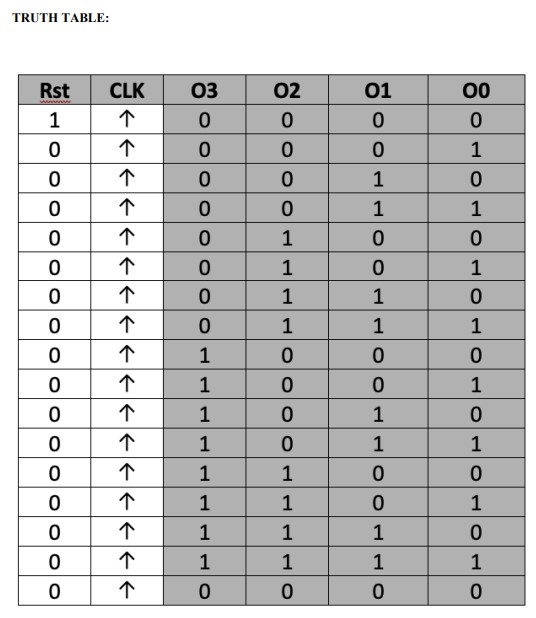 TRUTH TABLE:
Rst CLK O3 O2 O1 O0
1 ↑ 0 0 0 0
0 ↑ 0 0 0 1
0 ↑ 0 0 1 0
0 ↑ 0 0 1 1
0 ↑ 0 1 0 0
0 ↑ 0 1 0 1
0 ↑ 0 1 1 0
0 ↑ 0 1 1 1
0 ↑ 1 0 0 0
0 ↑ 1 0 0 1
0 ↑ 1 0 1 0
0 ↑ 1 0 1 1
0 ↑ 1 1 0 0
0 ↑ 1 1 0 1
0 ↑ 1 1 1 0
0 ↑ 1 1 1 1
0 ↑ 0 0 0 0